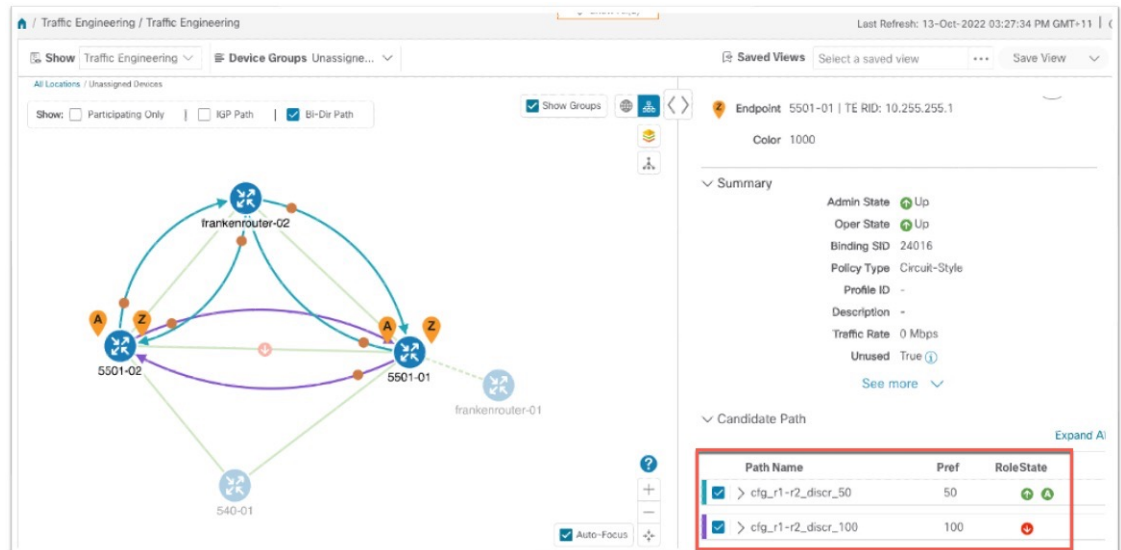 / Traffic Engineering / Traffic Engineering
Last Refresh: 13-Oct-2022 03:27:34 PM GMT+11
Show Traffic Engineering
Device Groups Unassigne...
Saved Views Select a saved view ... Save View
All Locations / Unassigned Devices
Show: Participating Only | IGP Path | Bi-Dir Path
Show Groups
Z Endpoint 5501-01 | TE RID: 10.255.255.1
Color 1000
Summary
Admin State Up
Oper State Up
Binding SID 24016
Policy Type Circuit-Style
Profile ID -
Description -
Traffic Rate 0 Mbps
Unused True i
See more
frankenrouter-02
A Z A Z
5501-02
5501-01
frankenrouter-01
540-01
Auto-Focus
?
+
−
Candidate Path
Expand Al
Path Name Pref RoleState
cfg_r1-r2_discr_50 50 A
cfg_r1-r2_discr_100 100